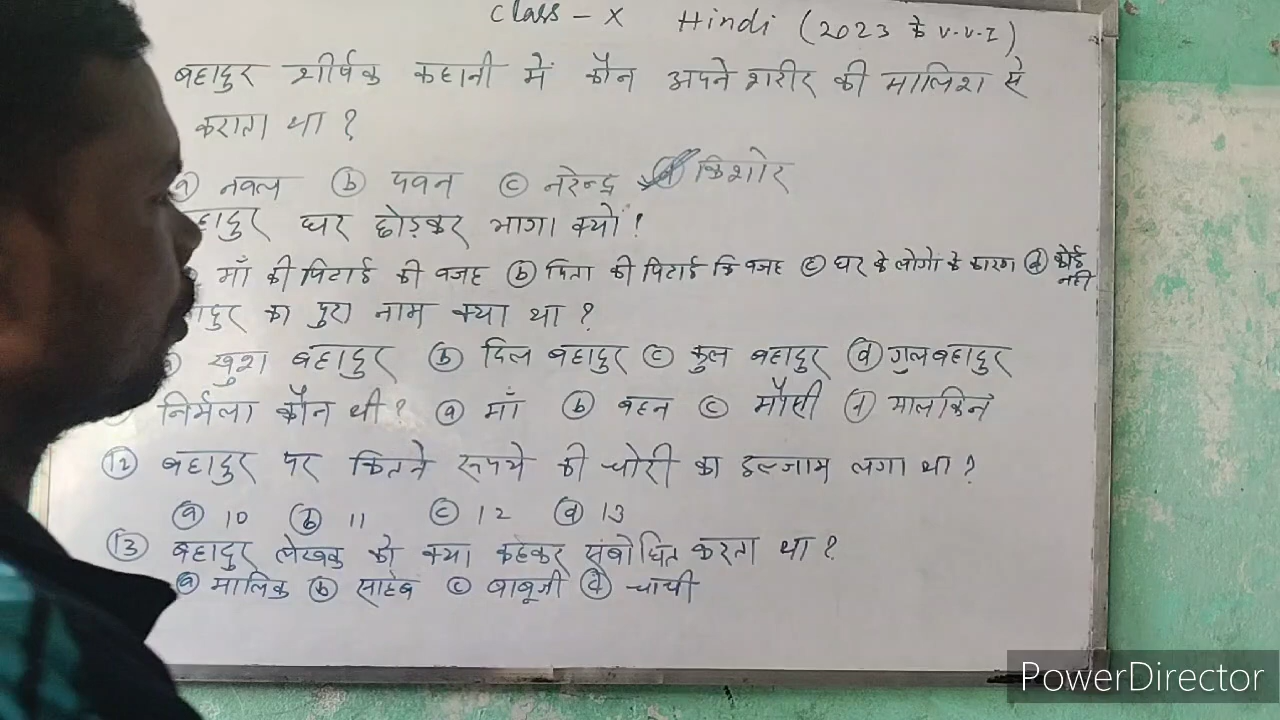 Class - X Hindi (2023 के V.V.I)
बहादुर शीर्षक कहानी में कौन अपने शरीर की मालिश से
कराता था ?
ⓐ नवल ⓑ पवन ⓒ नरेन्द्र ⓓ किशोर
हादुर घर छोड़कर भागा क्यों !
माँ की पिटाई की वजह ⓑ पिता की पिटाई कि वजह ⓒ घर के लोगो के कारण ⓓ कोई नही
ादुर का पुरा नाम क्या था ?
खुश बहादुर ⓑ दिल बहादुर ⓒ कुल बहादुर ⓓ गुलबहादुर
निर्मला कौन थी ? ⓐ माँ ⓑ बहन ⓒ मौसी ⓓ मालकिन
⑫ बहादुर पर कितने रूपये की चोरी का इल्जाम लगा था ?
ⓐ 10 ⓑ 11 ⓒ 12 ⓓ 13
⑬ बहादुर लेखक को क्या कहकर संबोधित करता था ?
ⓐ मालिक ⓑ साहेब ⓒ बाबूजी ⓓ चाची
PowerDirector